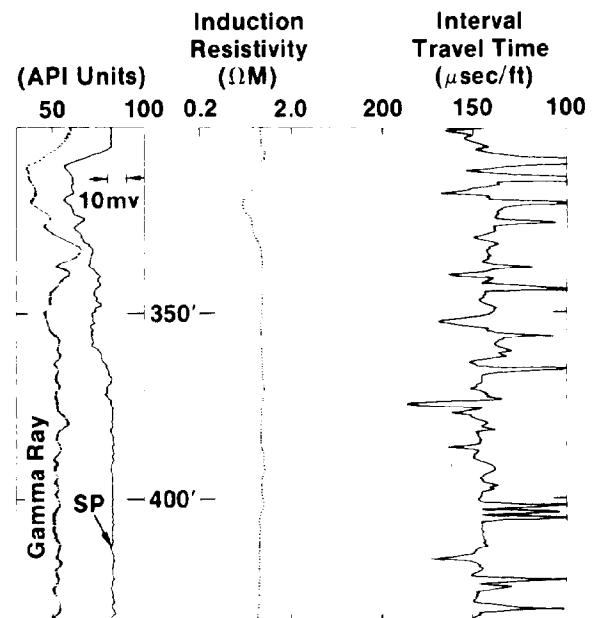 Induction
Resistivity
(ΩM)
Interval
Travel Time
(μsec/ft)
(API Units)
50 100 0.2 2.0 200 150 100
10mv
350'
400'
Gamma Ray
SP